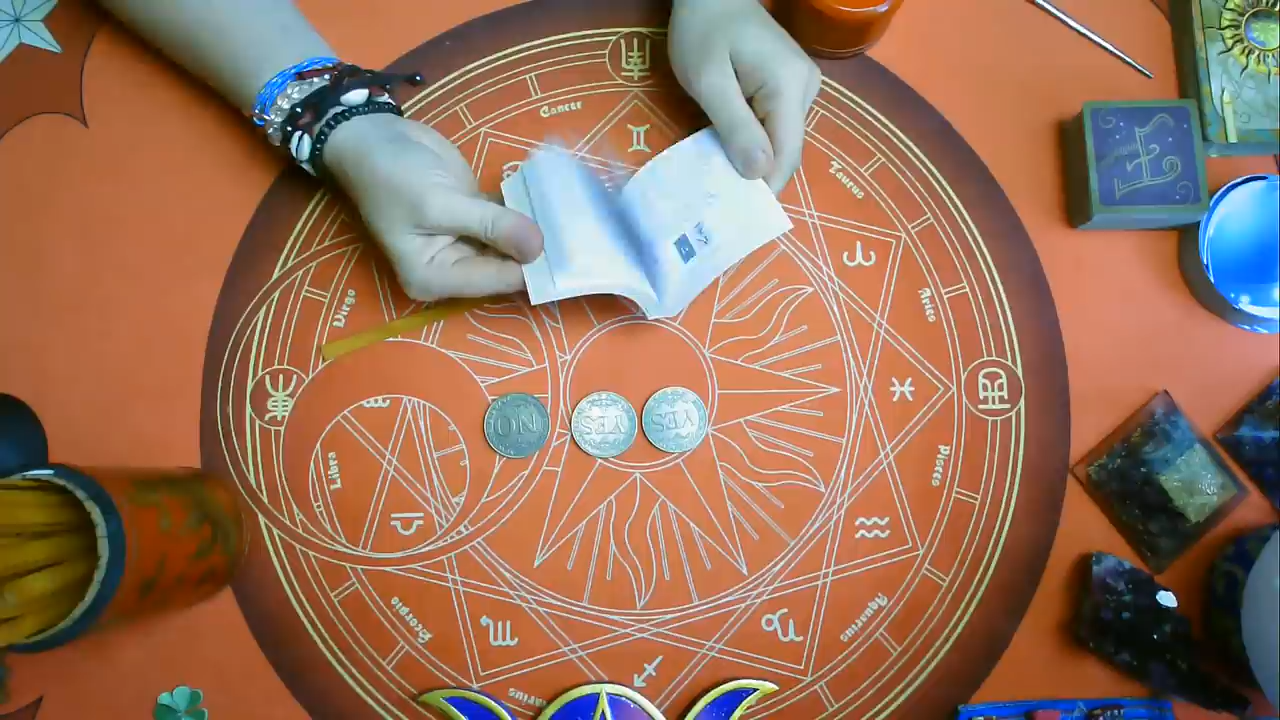 Cancer
Taurus
Virgo
Aries
NO YES YES
Libra
Pisces
Scorpio
Aquarius